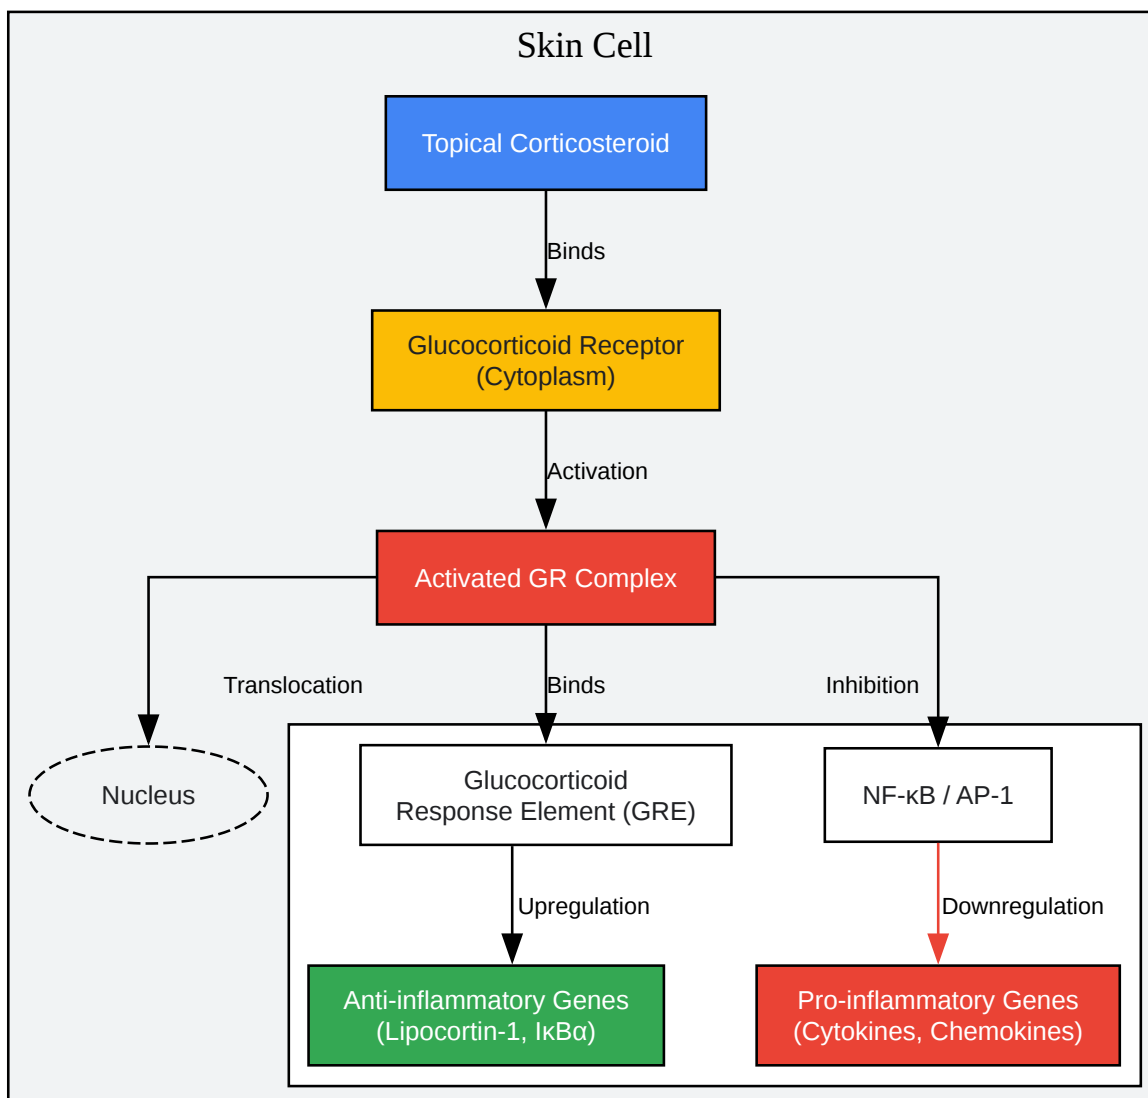 Skin Cell
Topical Corticosteroid
Binds
Glucocorticoid Receptor
(Cytoplasm)
Activation
Activated GR Complex
Translocation
Binds
Inhibition
Nucleus
Glucocorticoid
Response Element (GRE)
NF-κB / AP-1
Upregulation
Downregulation
Anti-inflammatory Genes
(Lipocortin-1, IκBα)
Pro-inflammatory Genes
(Cytokines, Chemokines)